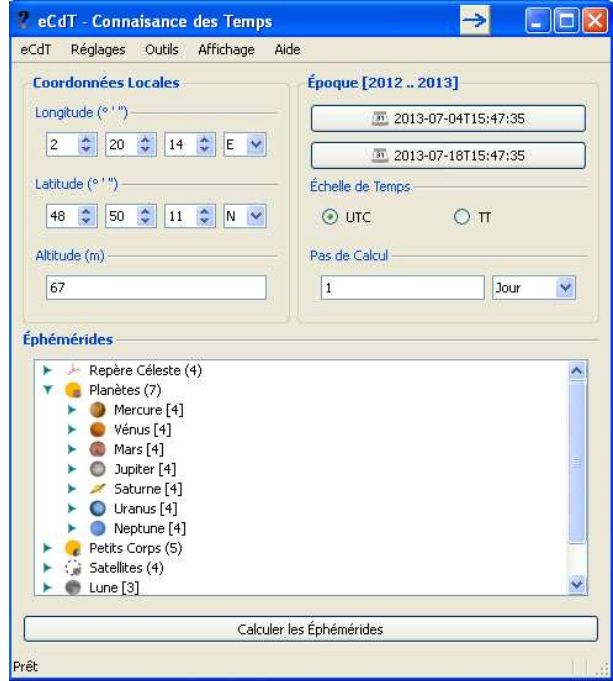 eCdT - Connaisance des Temps
eCdT Réglages Outils Affichage Aide
Coordonnées Locales
Longitude (° ' ")
2 20 14 E
Latitude (° ' ")
48 50 11 N
Altitude (m)
67
Époque [2012 .. 2013]
2013-07-04T15:47:35
2013-07-18T15:47:35
Échelle de Temps
UTC TT
Pas de Calcul
1 Jour
Éphémérides
Repère Céleste (4)
Planètes (7)
Mercure [4]
Vénus [4]
Mars [4]
Jupiter [4]
Saturne [4]
Uranus [4]
Neptune [4]
Petits Corps (5)
Satellites (4)
Lune [3]
Calculer les Éphémérides
Prêt